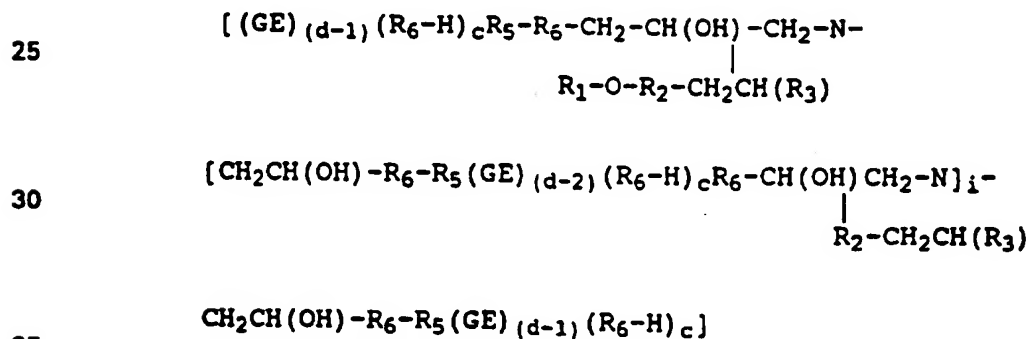 25 [(GE)(d-1)(R6-H)cR5-R6-CH2-CH(OH)-CH2-N-
R1-O-R2-CH2CH(R3)
30 [CH2CH(OH)-R6-R5(GE)(d-2)(R6-H)cR6-CH(OH)CH2-N]i-
R2-CH2CH(R3)
CH2CH(OH)-R6-R5(GE)(d-1)(R6-H)c]